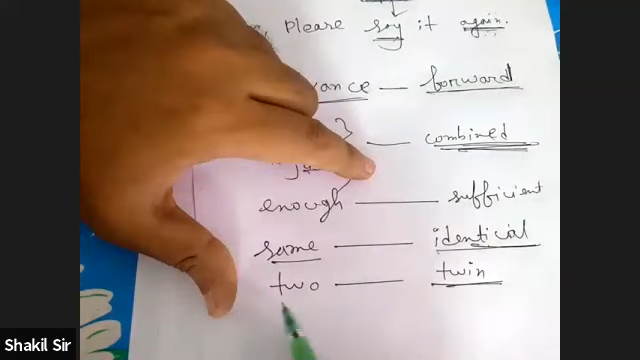 Please say it again.
forward
combined
enough — sufficient
same — identical
two — twin
Shakil Sir